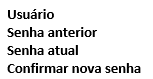 Usuário
Senha anterior
Senha atual
Confirmar nova senha